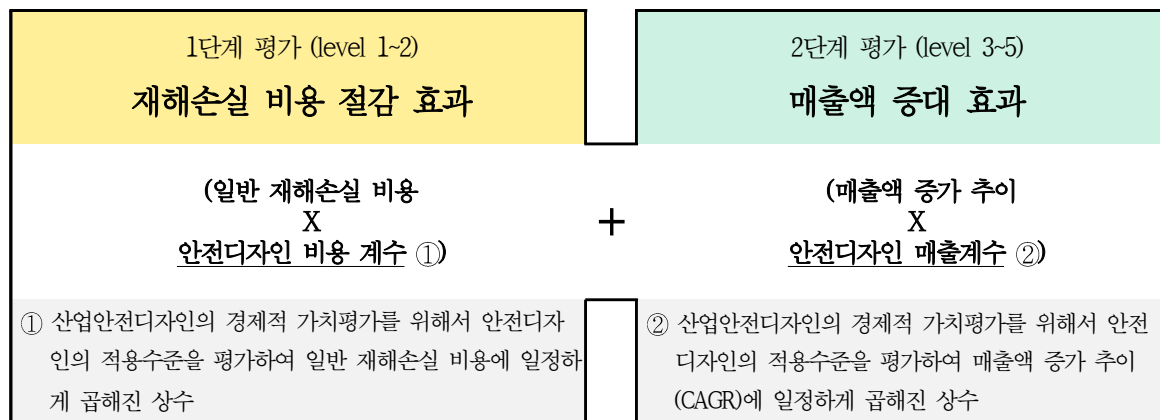 1단계 평가 (level 1~2)
재해손실 비용 절감 효과
(일반 재해손실 비용
X
안전디자인 비용 계수 ①)
① 산업안전디자인의 경제적 가치평가를 위해서 안전디자
인의 적용수준을 평가하여 일반 재해손실 비용에 일정하
게 곱해진 상수
+
2단계 평가 (level 3~5)
매출액 증대 효과
(매출액 증가 추이
X
안전디자인 매출계수 ②)
② 산업안전디자인의 경제적 가치평가를 위해서 안전
디자인의 적용수준을 평가하여 매출액 증가 추이
(CAGR)에 일정하게 곱해진 상수